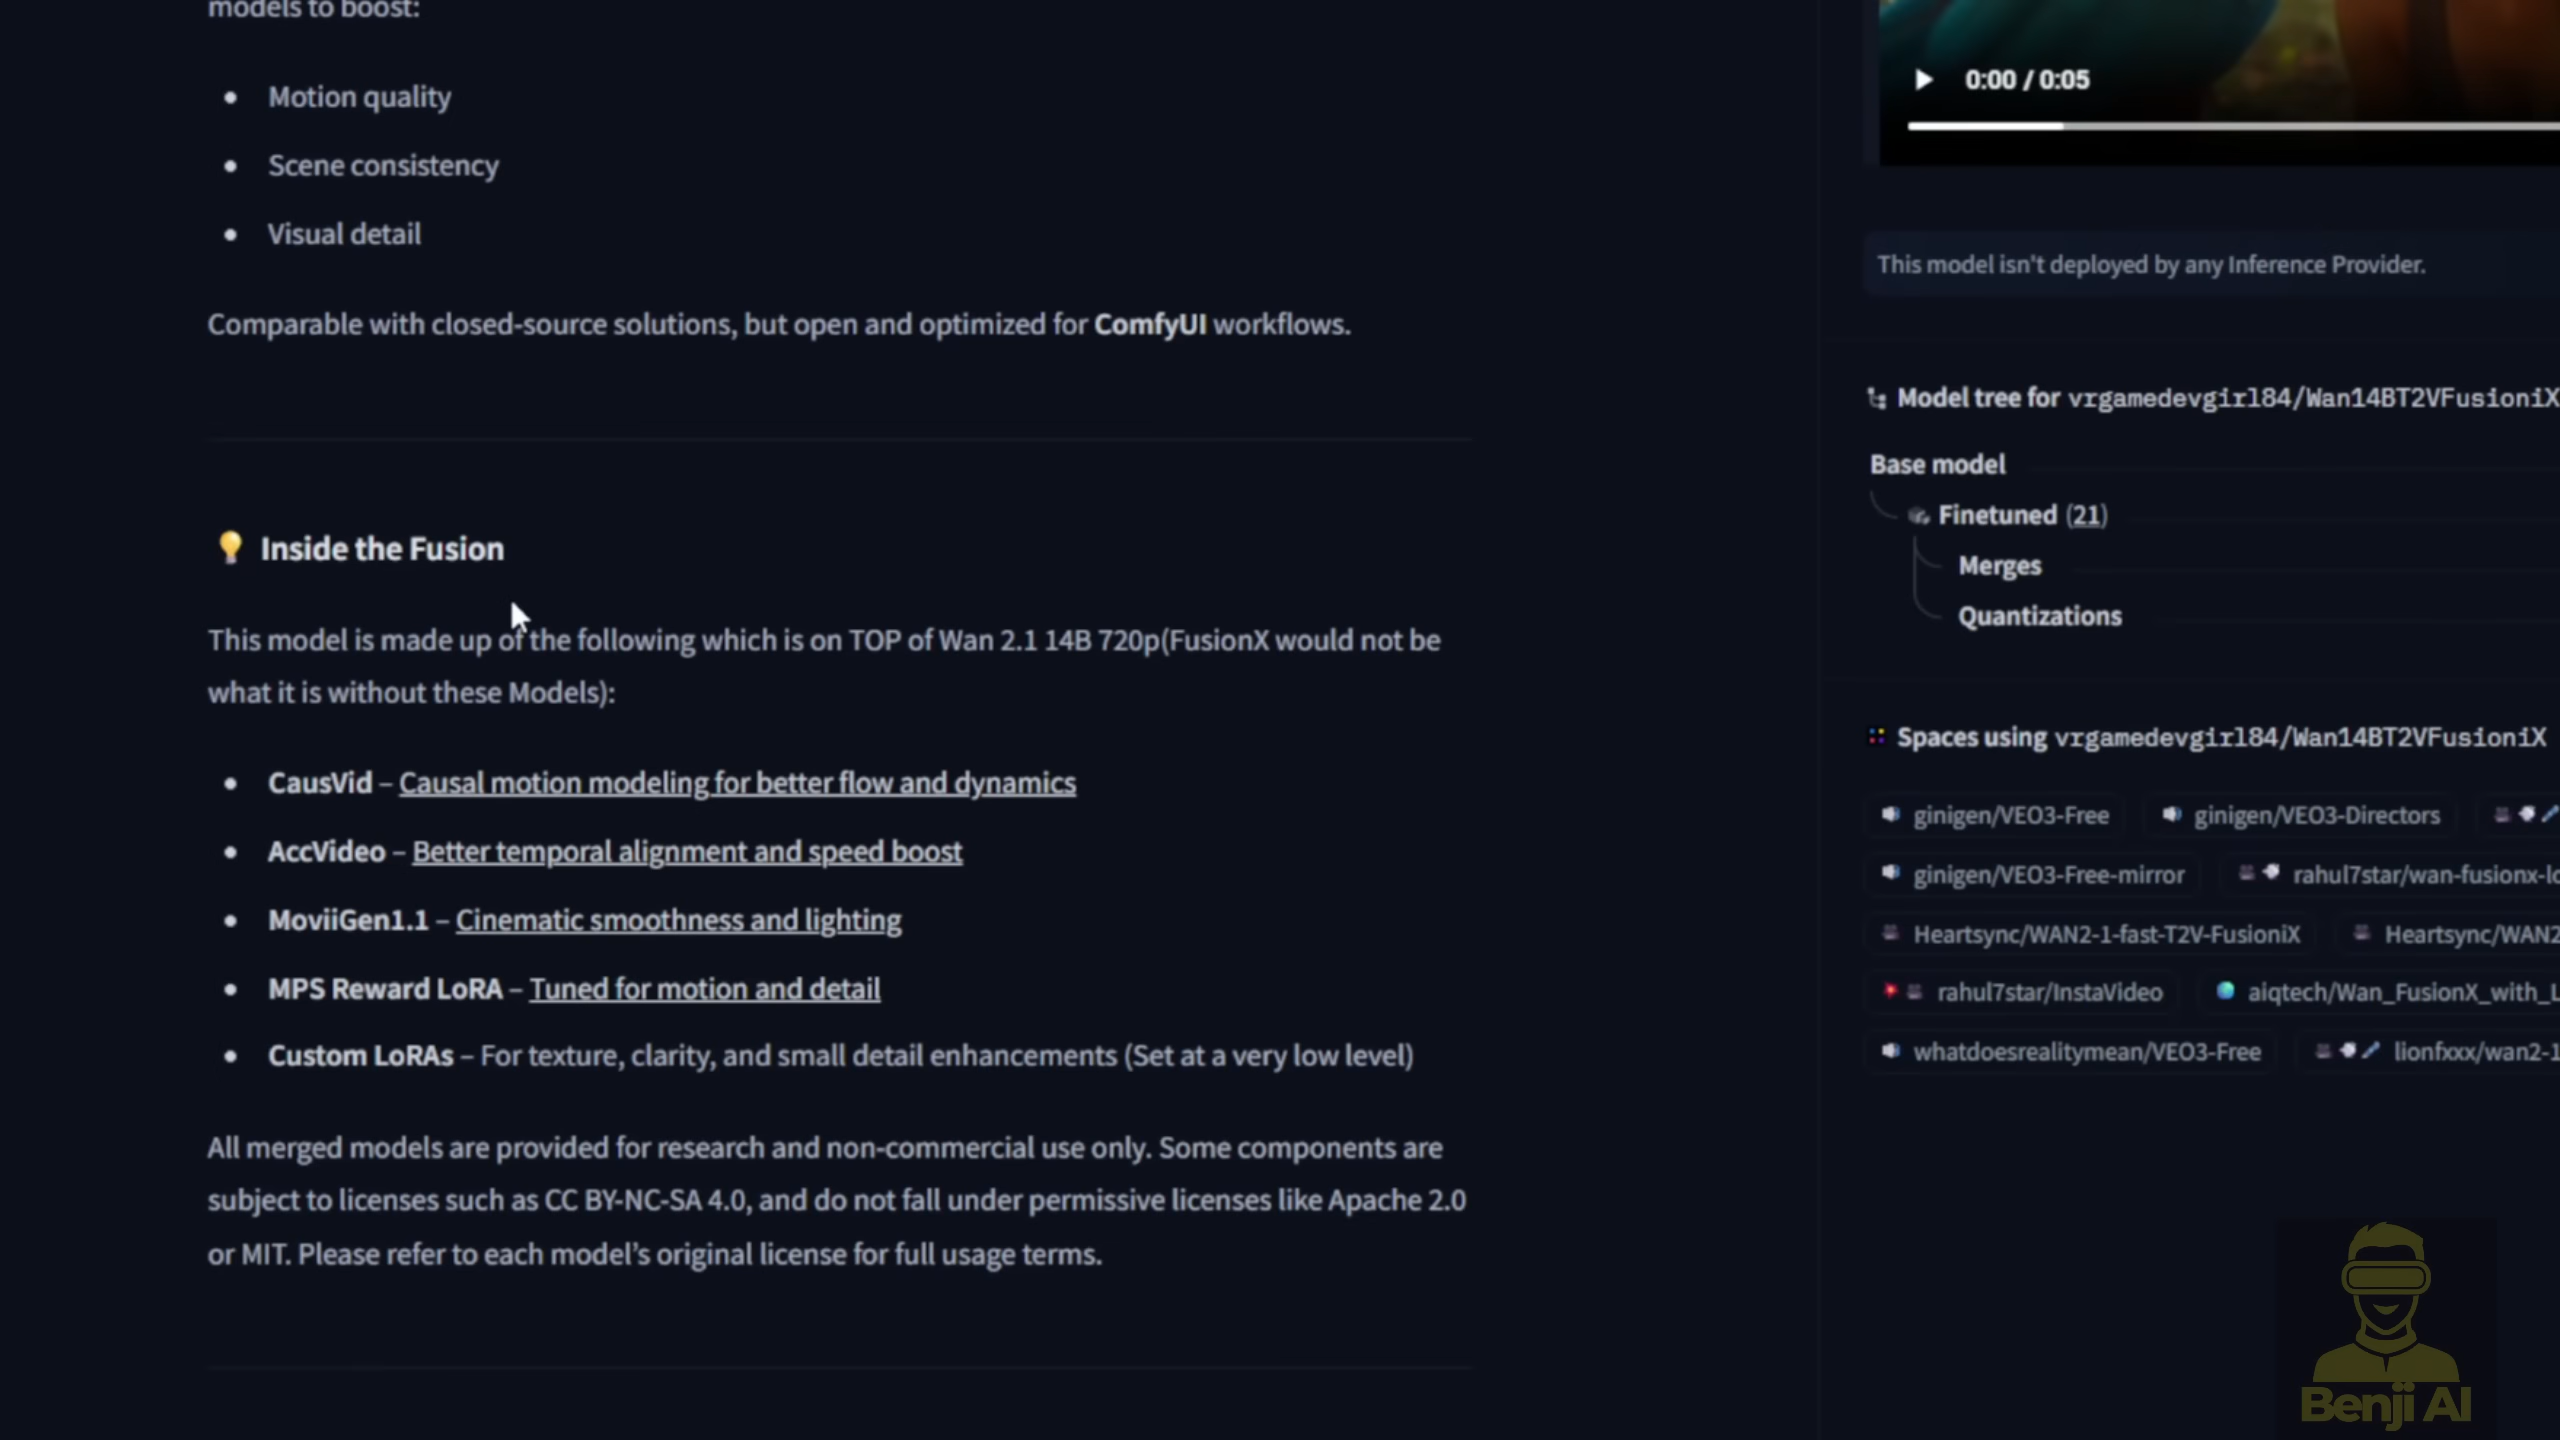 models to boost:
Motion quality
Scene consistency
Visual detail
Comparable with closed-source solutions, but open and optimized for ComfyUI workflows.
💡 Inside the Fusion
This model is made up of the following which is on TOP of Wan 2.1 14B 720p(FusionX would not be
what it is without these Models):
CausVid – Causal motion modeling for better flow and dynamics
AccVideo – Better temporal alignment and speed boost
MoviiGen1.1 – Cinematic smoothness and lighting
MPS Reward LoRA – Tuned for motion and detail
Custom LoRAs – For texture, clarity, and small detail enhancements (Set at a very low level)
All merged models are provided for research and non-commercial use only. Some components are
subject to licenses such as CC BY-NC-SA 4.0, and do not fall under permissive licenses like Apache 2.0
or MIT. Please refer to each model's original license for full usage terms.
0:00 / 0:05
This model isn't deployed by any Inference Provider.
Model tree for vrgamedevgirl84/Wan14BT2VFusioniX
Base model
Finetuned (21)
Merges
Quantizations
Spaces using vrgamedevgirl84/Wan14BT2VFusioniX
ginigen/VEO3-Free ginigen/VEO3-Directors
ginigen/VEO3-Free-mirror rahul7star/wan-fusionx-lo
Heartsync/WAN2-1-fast-T2V-FusioniX Heartsync/WAN2
rahul7star/InstaVideo aiqtech/Wan_FusionX_with_L
whatdoesrealitymean/VEO3-Free lionfxxx/wan2-1
Benji AI